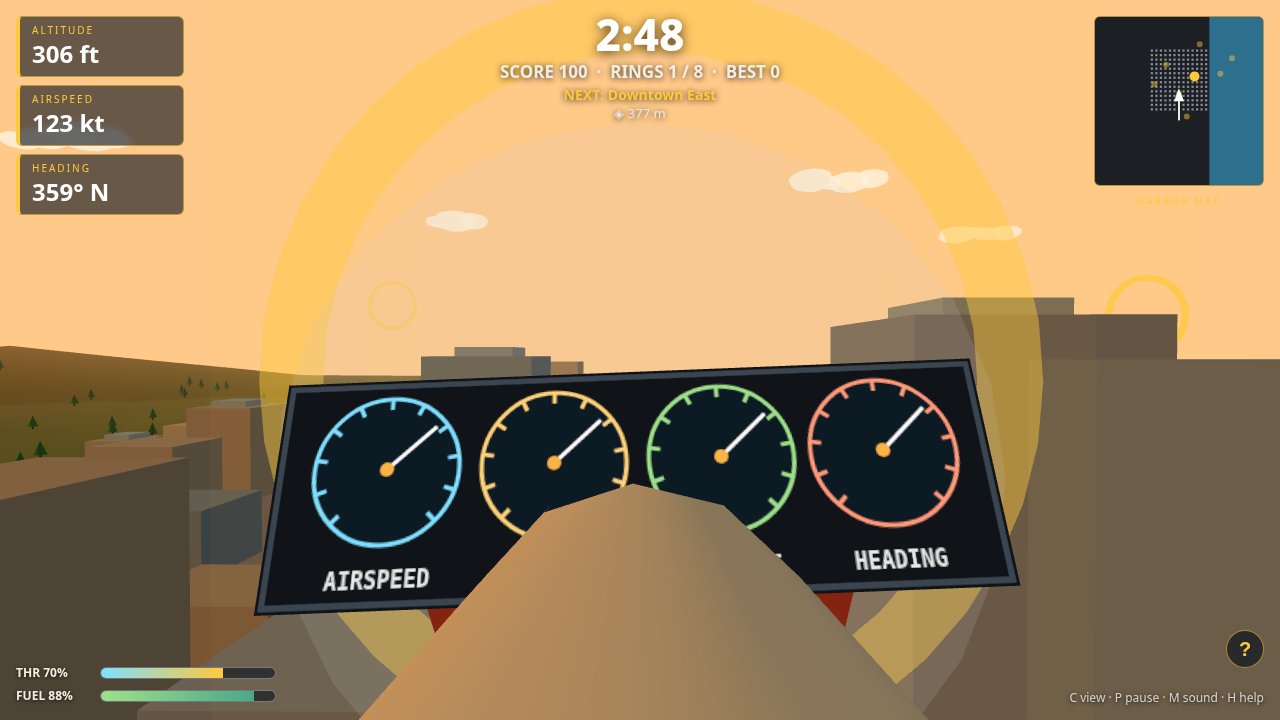 ALTITUDE
306 ft
AIRSPEED
123 kt
HEADING
359° N
2:48
SCORE 100 · RINGS 1 / 8 · BEST 0
NEXT: Downtown East
◈ 377 m
HARBOR MAP
AIRSPEED
HEADING
THR 70%
FUEL 88%
?
C view · P pause · M sound · H help